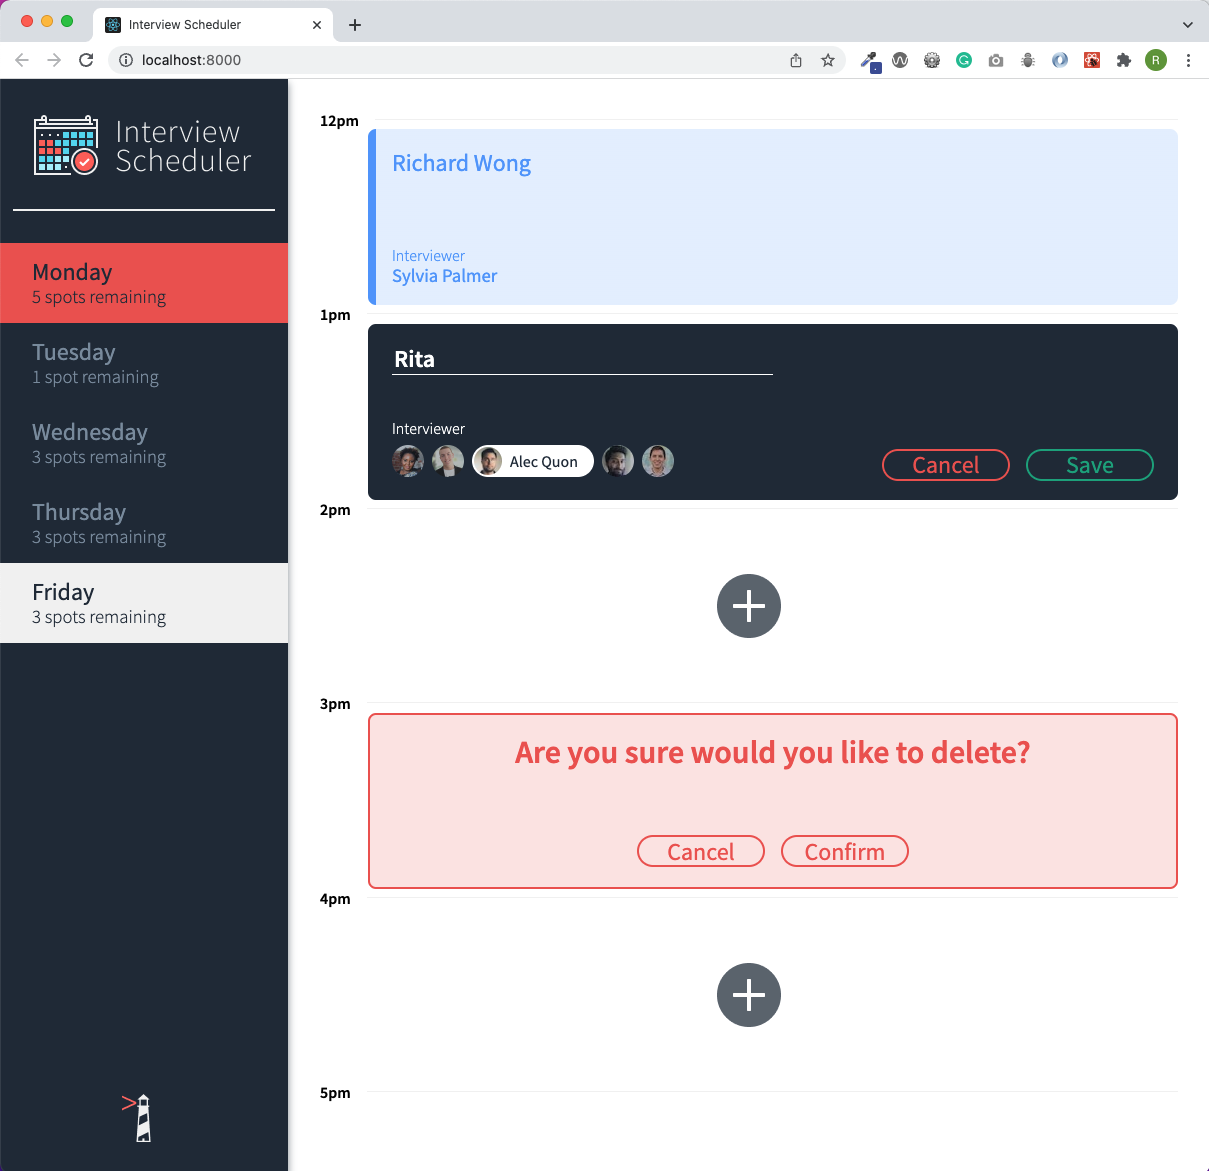 Interview Scheduler
localhost:8000
R
Interview
Scheduler
Monday
5 spots remaining
Tuesday
1 spot remaining
Wednesday
3 spots remaining
Thursday
3 spots remaining
Friday
3 spots remaining
12pm
Richard Wong
Interviewer
Sylvia Palmer
1pm
Rita
Interviewer
Alec Quon
Cancel
Save
2pm
3pm
Are you sure would you like to delete?
Cancel
Confirm
4pm
5pm